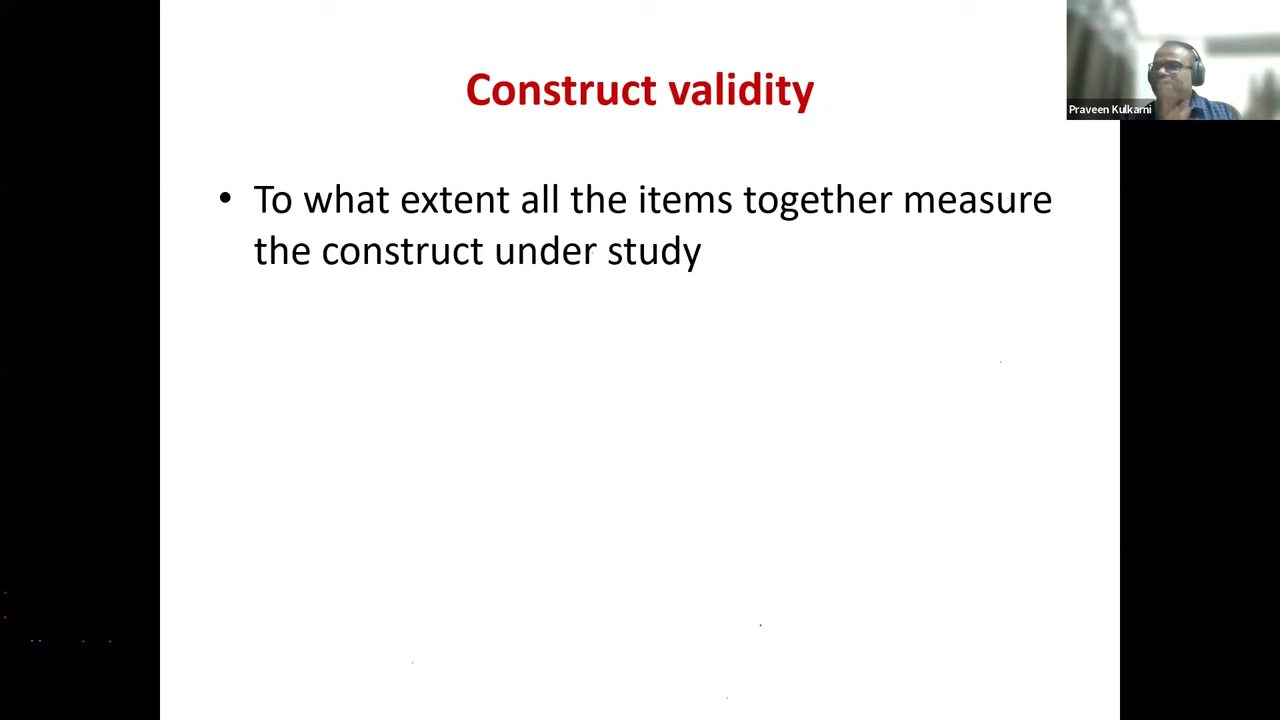 Construct validity
Praveen Kulkarni
• To what extent all the items together measure
the construct under study